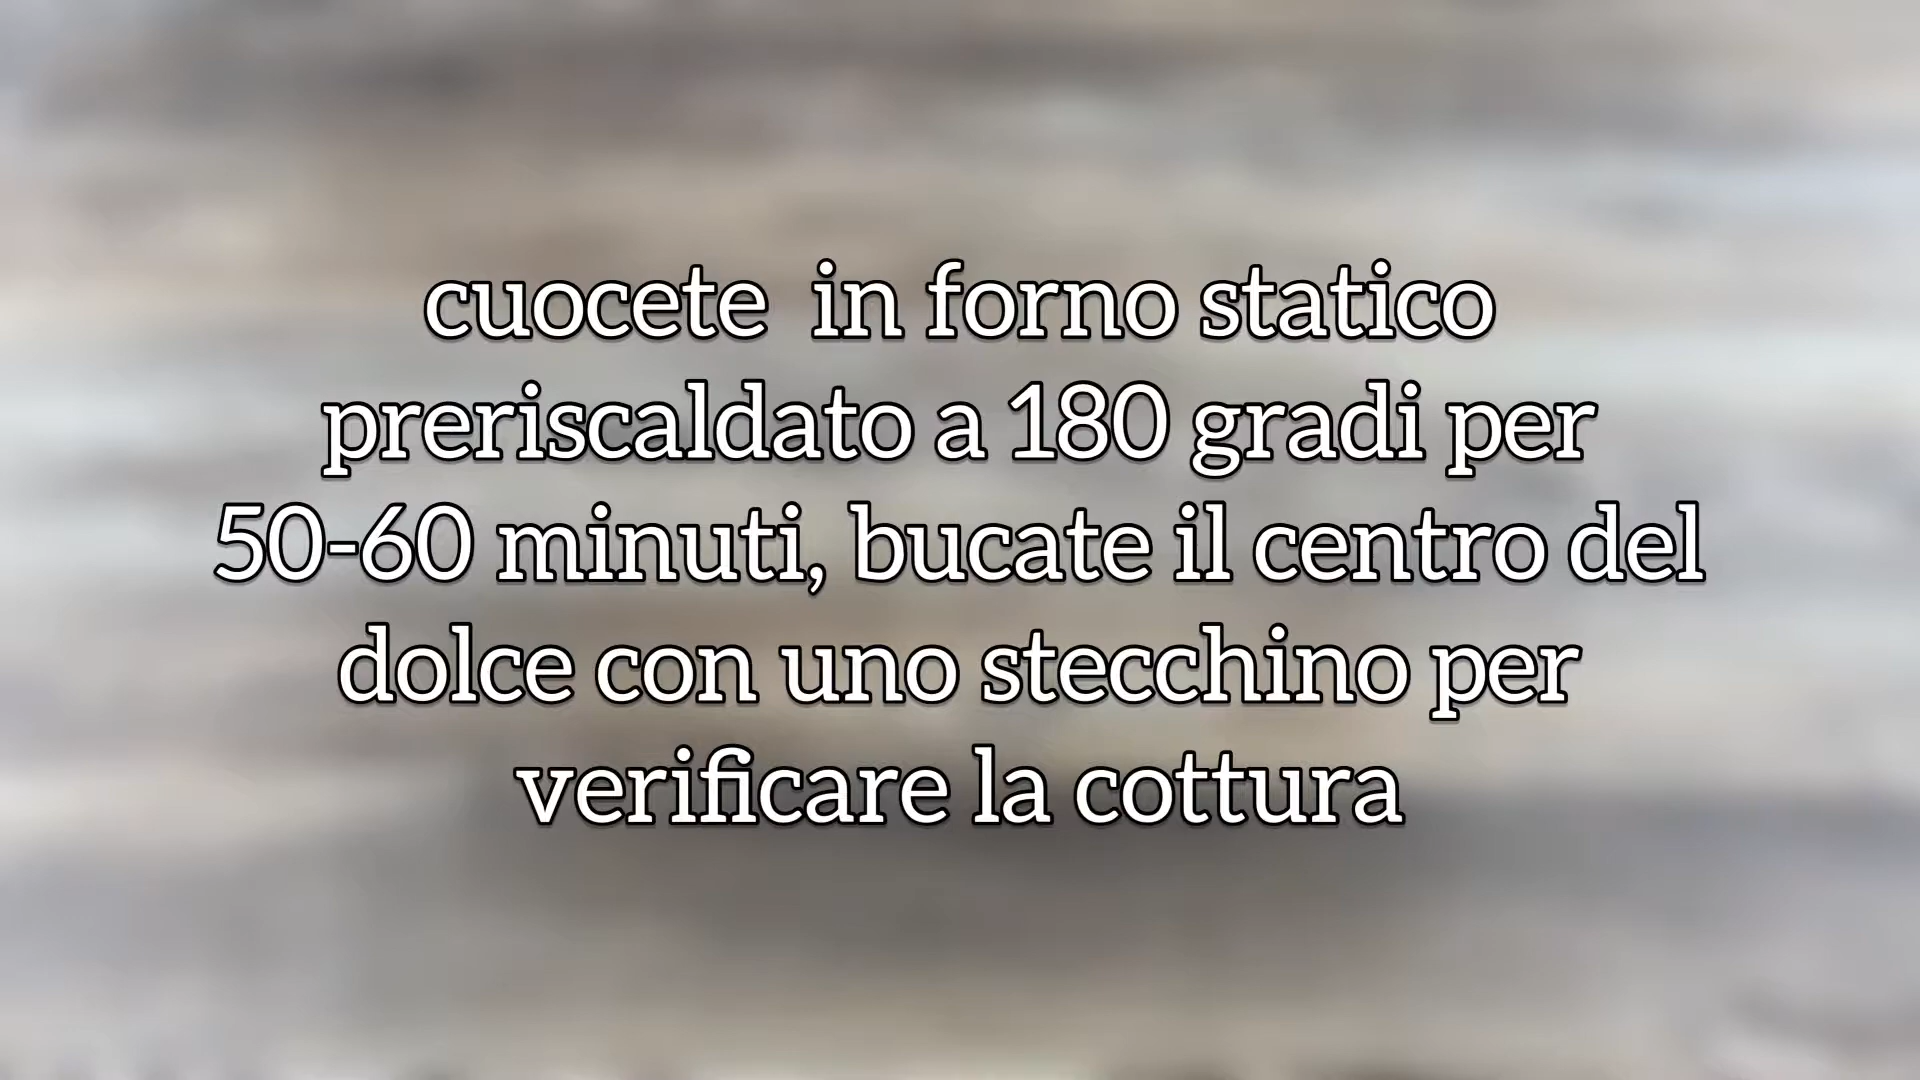 cuocete  in forno statico
preriscaldato a 180 gradi per
50-60 minuti, bucate il centro del
dolce con uno stecchino per
verificare la cottura